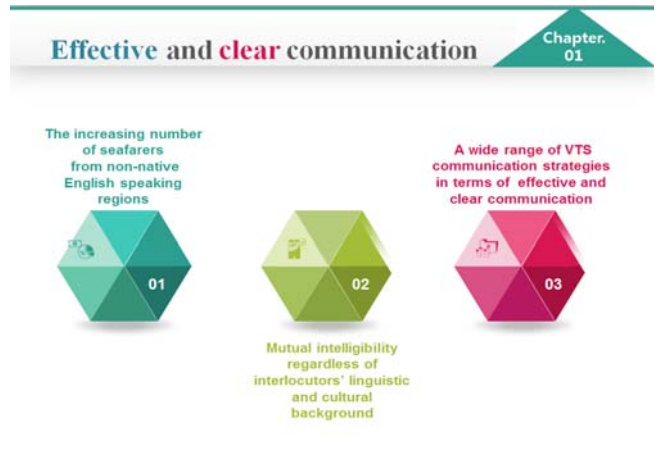 Effective and clear communication
Chapter.
01
The increasing number
of seafarers
from non-native
English speaking
regions
01
Mutual intelligibility
regardless of
interlocutors' linguistic
and cultural
background
02
A wide range of VTS
communication strategies
in terms of effective and
clear communication
03